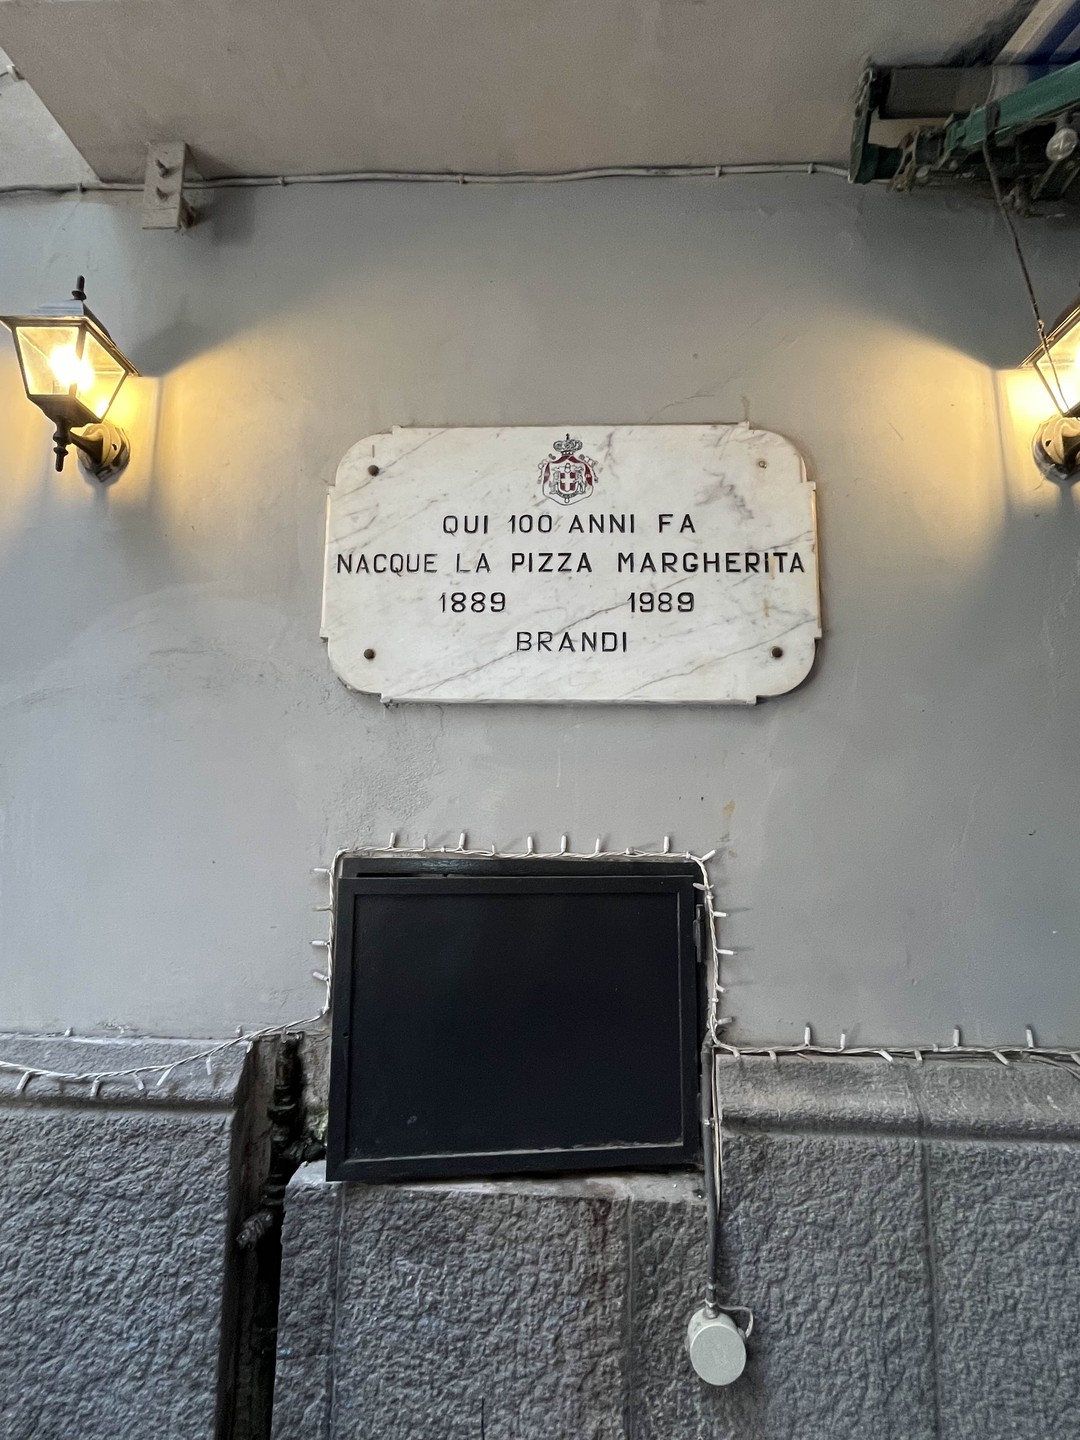 QUI 100 ANNI FA
NACQUE LA PIZZA MARGHERITA
1889 1989
BRANDI